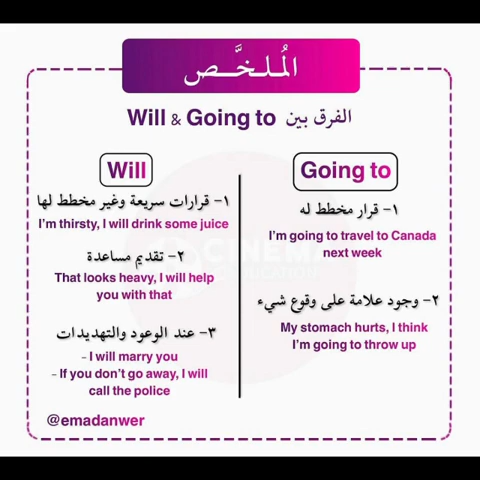 المُلخَّص
الفرق بين Will & Going to
Will
١- قرارات سريعة وغير مخطط لها
I'm thirsty, I will drink some juice
٢- تقديم مساعدة
That looks heavy, I will help
you with that
٣- عند الوعود والتهديدات
- I will marry you
- If you don't go away, I will
call the police
Going to
١- قرار مخطط له
I'm going to travel to Canada
next week
٢- وجود علامة على وقوع شيء
My stomach hurts, I think
I'm going to throw up
@emadanwer